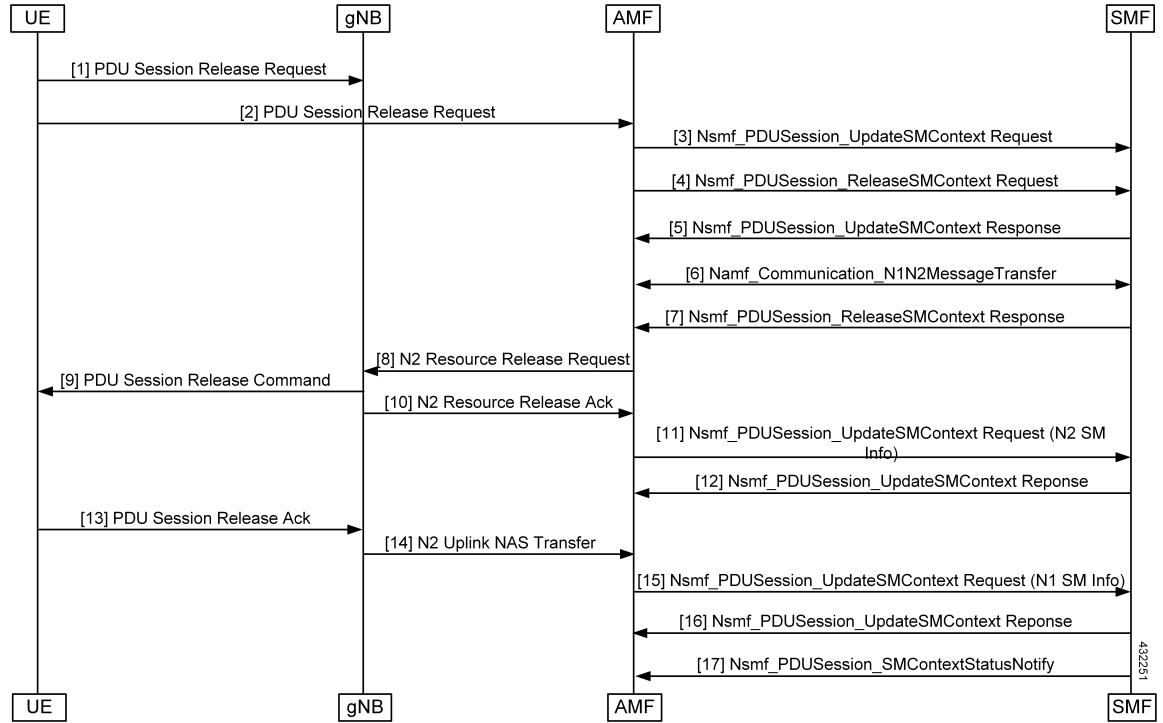 UE gNB AMF SMF
[1] PDU Session Release Request
[2] PDU Session Release Request
[3] Nsmf_PDUSession_UpdateSMContext Request
[4] Nsmf_PDUSession_ReleaseSMContext Request
[5] Nsmf_PDUSession_UpdateSMContext Response
[6] Namf_Communication_N1N2MessageTransfer
[7] Nsmf_PDUSession_ReleaseSMContext Response
[8] N2 Resource Release Request
[9] PDU Session Release Command
[10] N2 Resource Release Ack
[11] Nsmf_PDUSession_UpdateSMContext Request (N2 SM
Info)
[12] Nsmf_PDUSession_UpdateSMContext Reponse
[13] PDU Session Release Ack
[14] N2 Uplink NAS Transfer
[15] Nsmf_PDUSession_UpdateSMContext Request (N1 SM Info)
[16] Nsmf_PDUSession_UpdateSMContext Reponse
[17] Nsmf_PDUSession_SMContextStatusNotify
432251
UE gNB AMF SMF